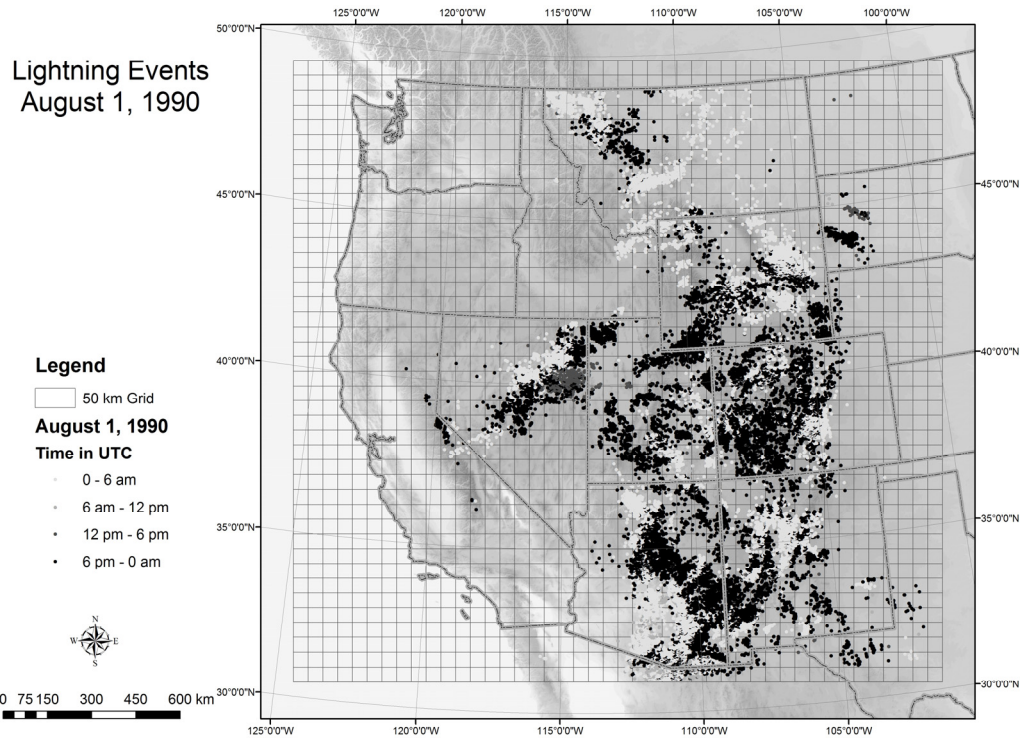 Lightning Events
August 1, 1990
125°0'0"W 120°0'0"W 115°0'0"W 110°0'0"W 105°0'0"W 100°0'0"W
50°0'0"N
45°0'0"N 45°0'0"N
40°0'0"N 40°0'0"N
35°0'0"N 35°0'0"N
30°0'0"N 30°0'0"N
125°0'0"W 120°0'0"W 115°0'0"W 110°0'0"W 105°0'0"W
Legend
50 km Grid
August 1, 1990
Time in UTC
0 - 6 am
6 am - 12 pm
12 pm - 6 pm
6 pm - 0 am
N
W E
S
0 75 150 300 450 600 km